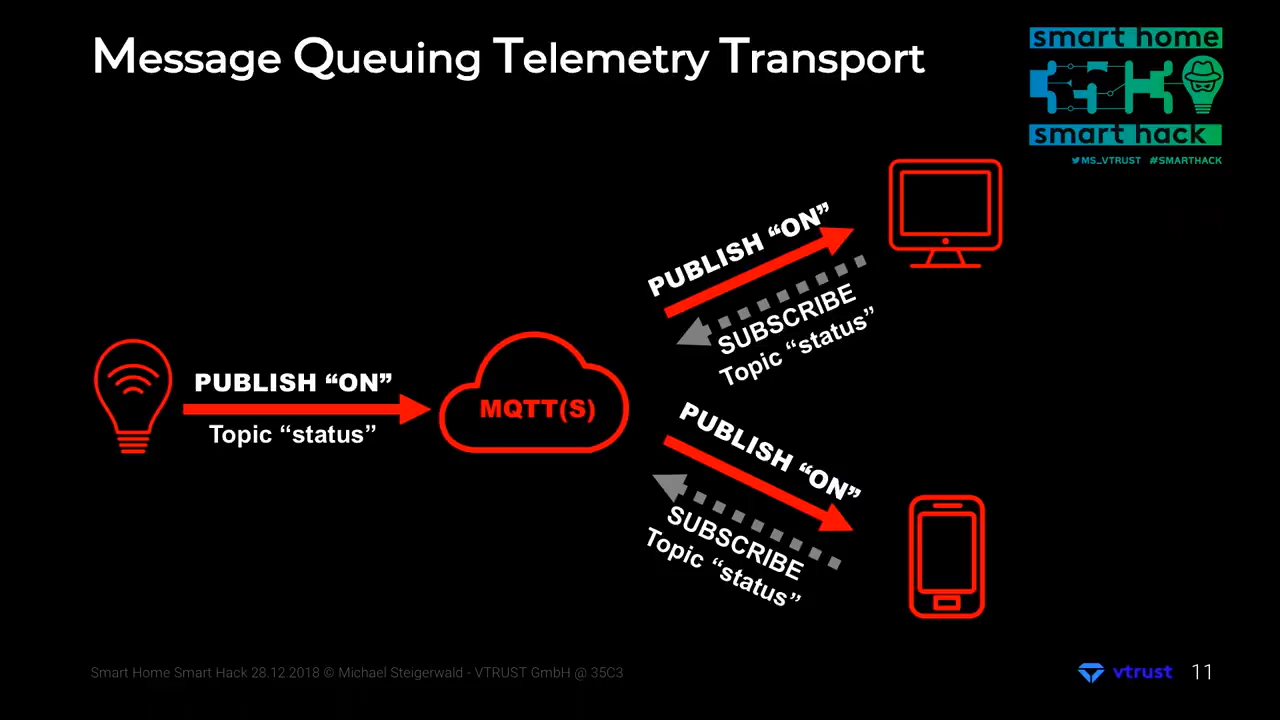 Message Queuing Telemetry Transport
smart home
35C3
smart hack
MS_VTRUST #SMARTHACK
PUBLISH “ON”
Topic “status”
MQTT(S)
PUBLISH “ON”
SUBSCRIBE
Topic “status”
PUBLISH “ON”
SUBSCRIBE
Topic “status”
Smart Home Smart Hack 28.12.2018 © Michael Steigerwald - VTRUST GmbH @ 35C3
vtrust
11